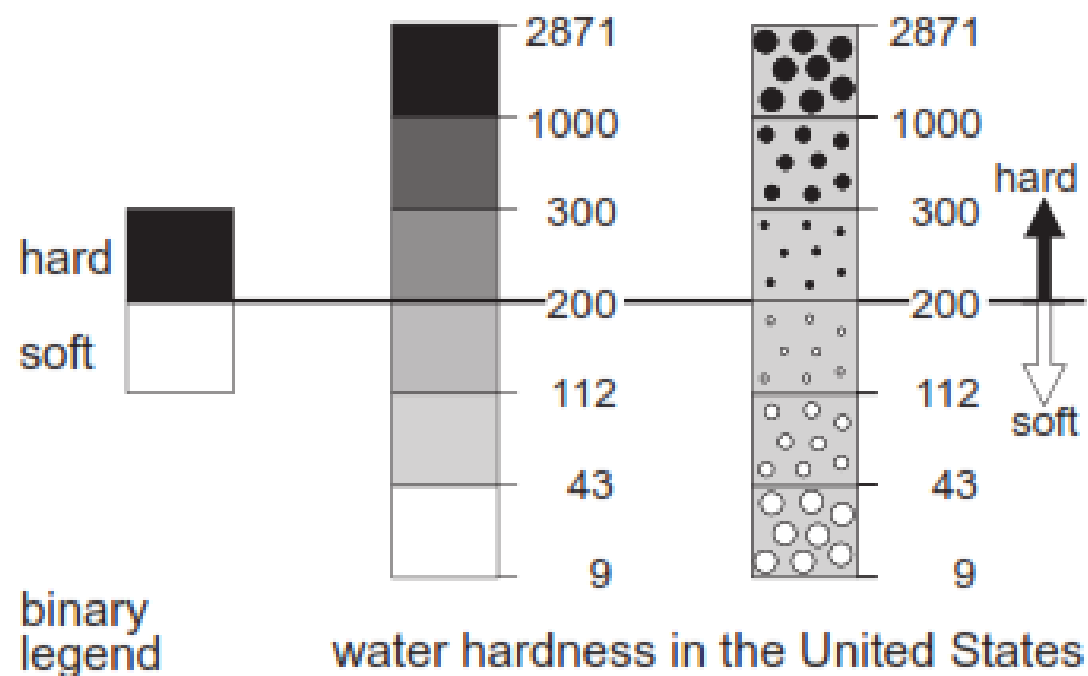 hard
soft
binary
legend
2871
1000
300
200
112
43
9
2871
1000
300
200
112
43
9
hard
soft
water hardness in the United States